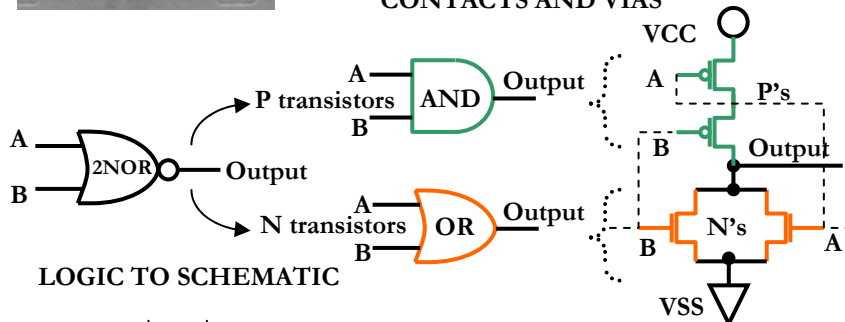 CONTACTS AND VIAS
VCC
A
P transistors
B
AND
Output
A
P's
B
Output
A
B
2NOR
Output
N transistors
A
B
OR
Output
B
N's
A
LOGIC TO SCHEMATIC
VSS